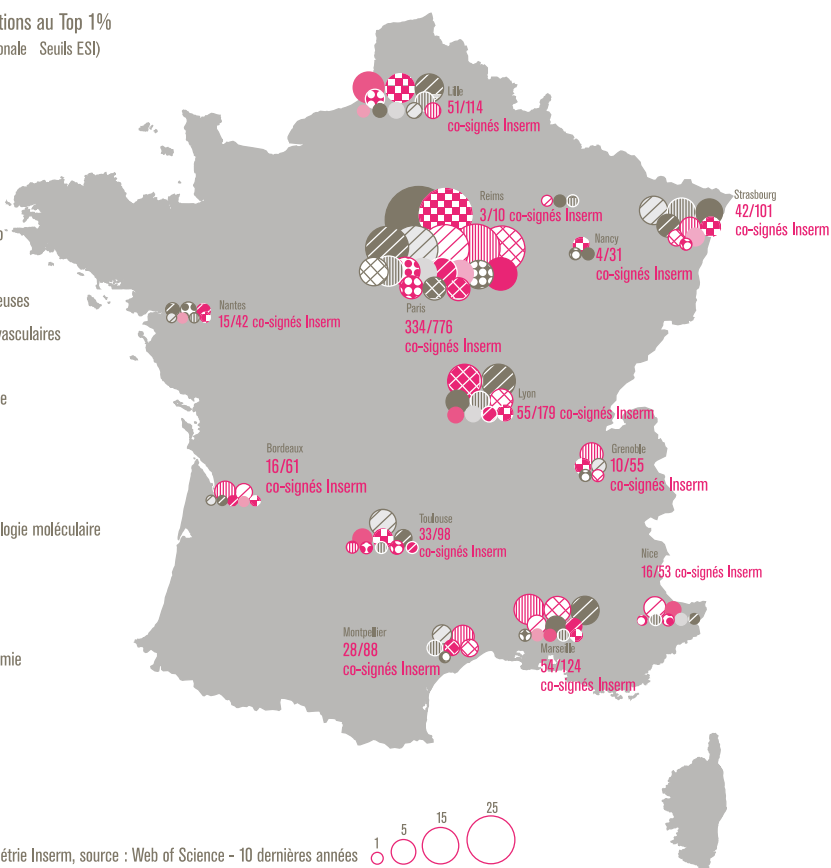 tions au Top 1%
onale Seuils ESI)
Lille
51/114
co-signés Inserm
Reims
3/10 co-signés Inserm
Strasbourg
42/101
co-signés Inserm
Nancy
4/31
co-signés Inserm
euses
Nantes
15/42 co-signés Inserm
Paris
334/776
co-signés Inserm
vasculaires
e
Lyon
55/179 co-signés Inserm
Bordeaux
16/61
co-signés Inserm
Grenoble
10/55
co-signés Inserm
ologie moléculaire
Toulouse
33/98
co-signés Inserm
Nice
16/53 co-signés Inserm
Montpellier
28/88
co-signés Inserm
Marseille
54/124
co-signés Inserm
mie
étrie Inserm, source : Web of Science - 10 dernières années
1
5
15
25